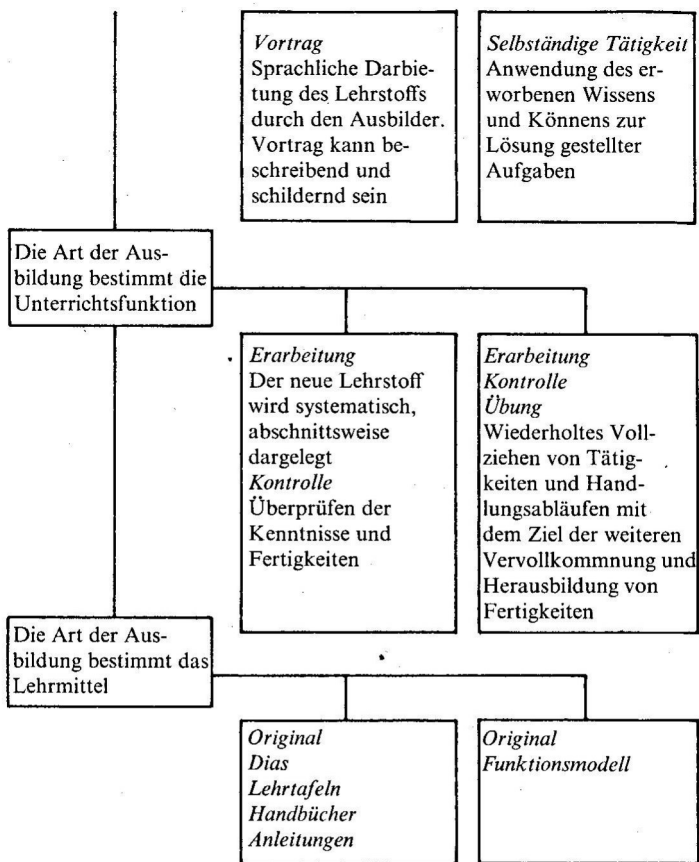 Vortrag
Sprachliche Darbie-
tung des Lehrstoffs
durch den Ausbilder.
Vortrag kann be-
schreibend und
schildernd sein
Selbständige Tätigkeit
Anwendung des er-
worbenen Wissens
und Könnens zur
Lösung gestellter
Aufgaben
Die Art der Aus-
bildung bestimmt die
Unterrichtsfunktion
Erarbeitung
Der neue Lehrstoff
wird systematisch,
abschnittsweise
dargelegt
Kontrolle
Überprüfen der
Kenntnisse und
Fertigkeiten
Erarbeitung
Kontrolle
Übung
Wiederholtes Voll-
ziehen von Tätig-
keiten und Hand-
lungsabläufen mit
dem Ziel der weiteren
Vervollkommnung und
Herausbildung von
Fertigkeiten
Die Art der Aus-
bildung bestimmt das
Lehrmittel
Original
Dias
Lehrtafeln
Handbücher
Anleitungen
Original
Funktionsmodell